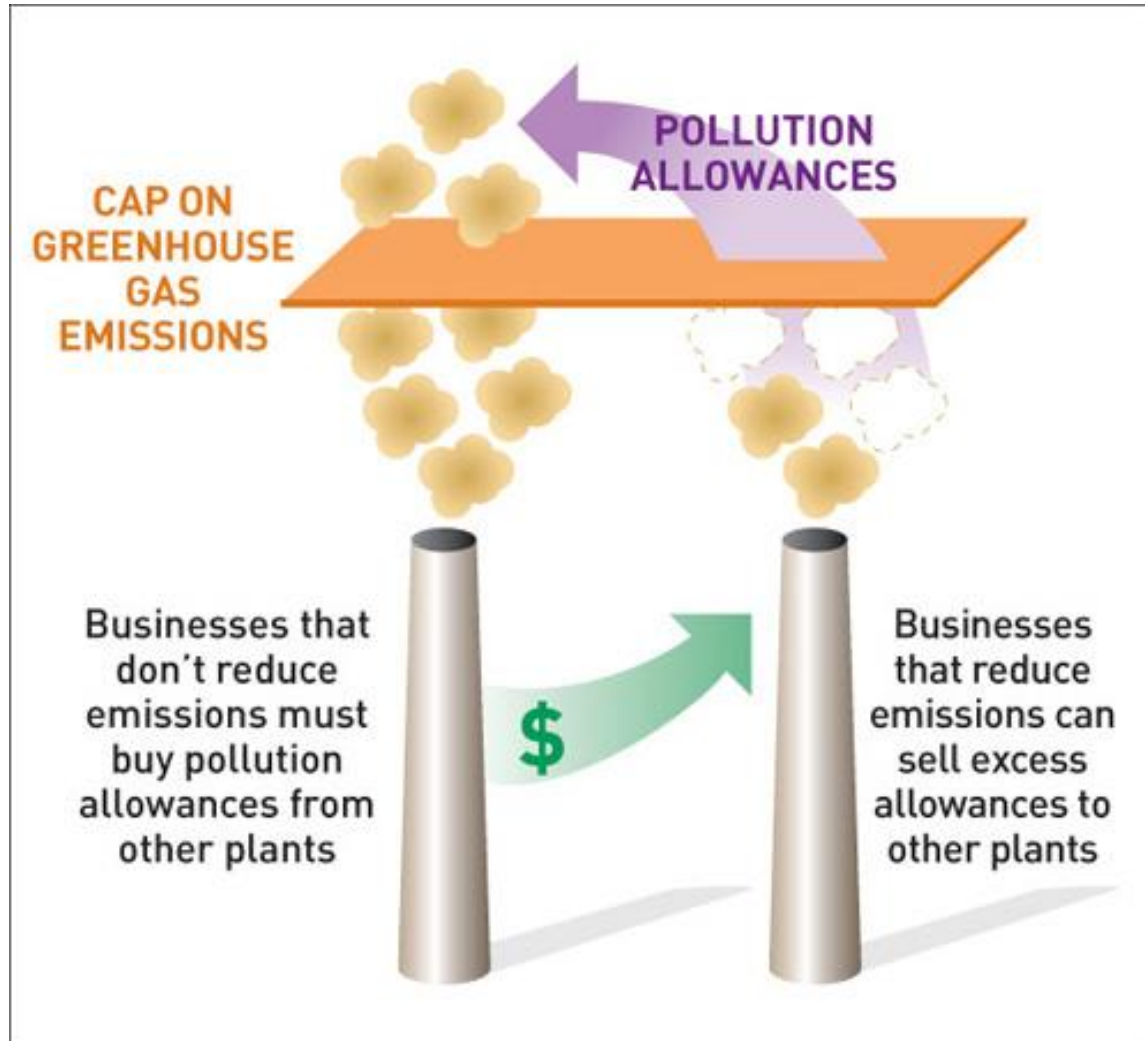 POLLUTION
ALLOWANCES
CAP ON
GREENHOUSE
GAS
EMISSIONS
Businesses that
don't reduce
emissions must
buy pollution
allowances from
other plants
$
Businesses
that reduce
emissions can
sell excess
allowances to
other plants